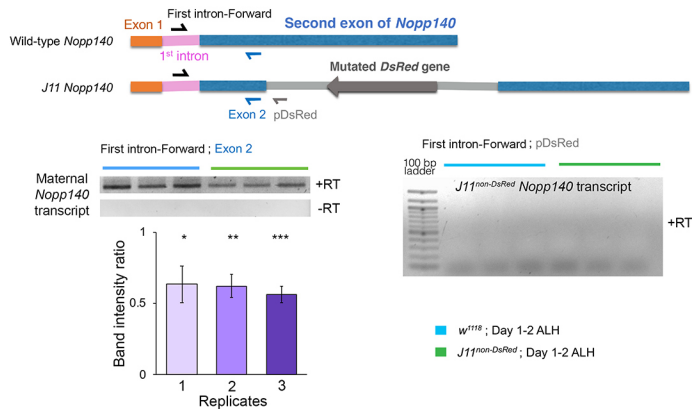 First intron-Forward
Exon 1
Second exon of Nopp140
Wild-type Nopp140
1st intron
Mutated DsRed gene
J11 Nopp140
Exon 2
pDsRed
First intron-Forward ; Exon 2
Maternal
Nopp140
transcript
+RT
-RT
*
**
***
Band intensity ratio
1
0.5
0
1
2
3
Replicates
First intron-Forward ; pDsRed
100 bp
ladder
J11non-DsRed Nopp140 transcript
+RT
w1118 ; Day 1-2 ALH
J11non-DsRed ; Day 1-2 ALH